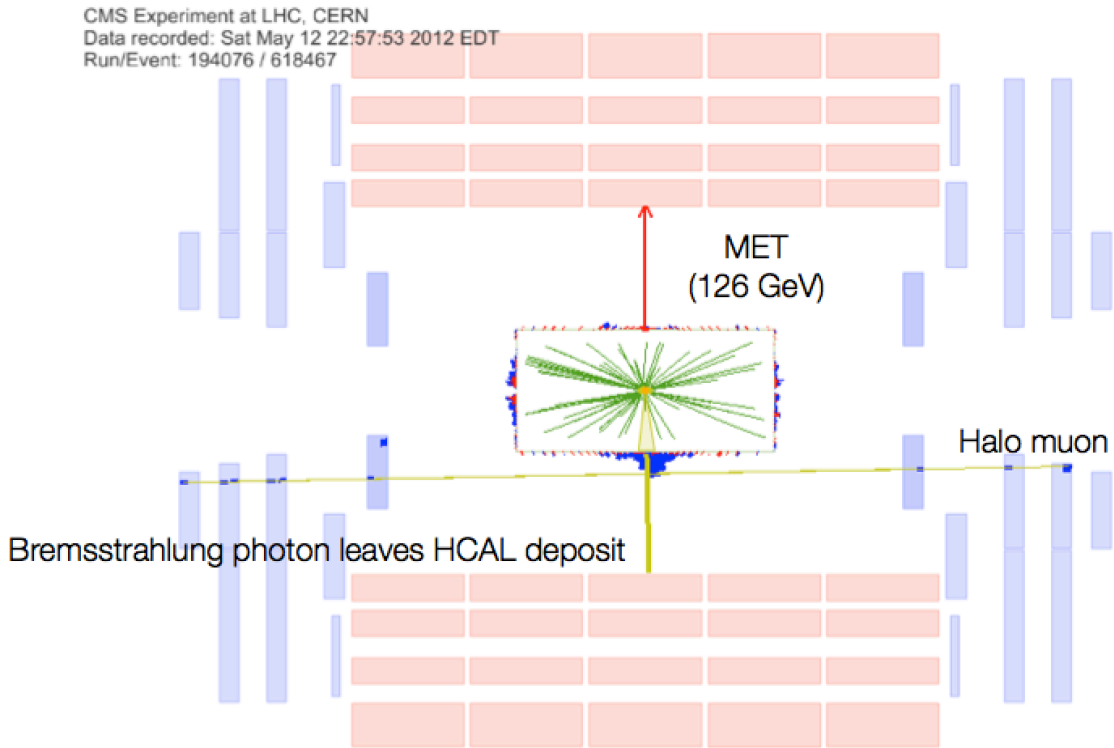 CMS Experiment at LHC, CERN
Data recorded: Sat May 12 22:57:53 2012 EDT
Run/Event: 194076 / 618467
MET
(126 GeV)
Halo muon
Bremsstrahlung photon leaves HCAL deposit